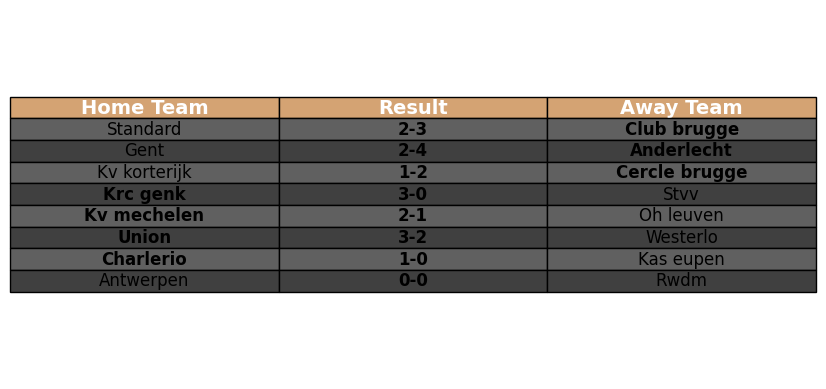 Home Team Result Away Team
Standard 2-3 Club brugge
Gent 2-4 Anderlecht
Kv korterijk 1-2 Cercle brugge
Krc genk 3-0 Stvv
Kv mechelen 2-1 Oh leuven
Union 3-2 Westerlo
Charlerio 1-0 Kas eupen
Antwerpen 0-0 Rwdm